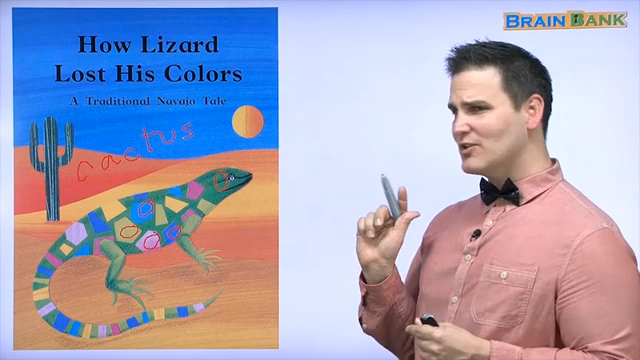 BRAIN BANK
How Lizard
Lost His Colors
A Traditional Navajo Tale
cactus